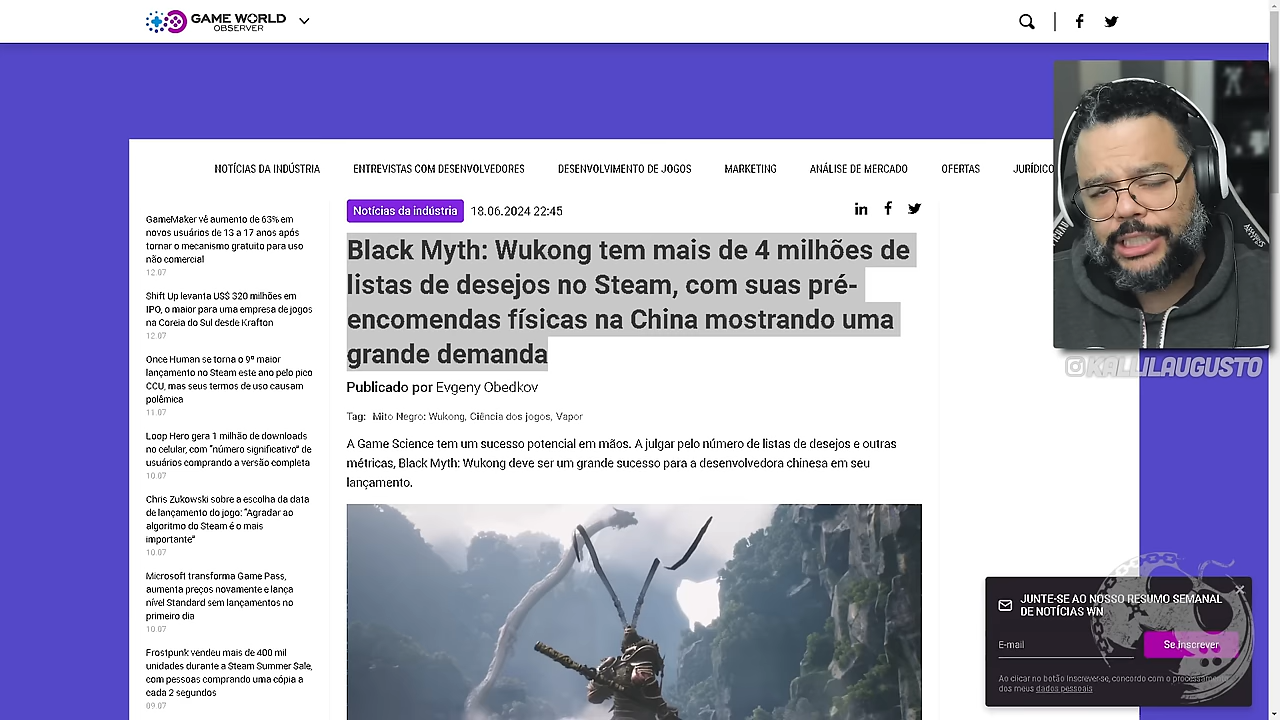 GAME WORLD
OBSERVER
NOTÍCIAS DA INDÚSTRIA
ENTREVISTAS COM DESENVOLVEDORES
DESENVOLVIMENTO DE JOGOS
MARKETING
ANÁLISE DE MERCADO
OFERTAS
JURÍDICO
GameMaker vê aumento de 63% em
novos usuários de 13 a 17 anos após
tornar o mecanismo gratuito para uso
não comercial
12.07
Shift Up levanta US$ 320 milhões em
IPO, o maior para uma empresa de jogos
na Coreia do Sul desde Krafton
12.07
Once Human se torna o 9º maior
lançamento no Steam este ano pelo pico
CCU, mas seus termos de uso causam
polêmica
11.07
Loop Hero gera 1 milhão de downloads
no celular, com "número significativo" de
usuários comprando a versão completa
10.07
Chris Zukowski sobre a escolha da data
de lançamento do jogo: "Agradar ao
algoritmo do Steam é o mais
importante"
10.07
Microsoft transforma Game Pass,
aumenta preços novamente e lança
nível Standard sem lançamentos no
primeiro dia
10.07
Frostpunk vendeu mais de 400 mil
unidades durante a Steam Summer Sale,
com pessoas comprando uma cópia a
cada 2 segundos
09.07
Notícias da indústria
18.06.2024 22:45
Black Myth: Wukong tem mais de 4 milhões de
listas de desejos no Steam, com suas pré-
encomendas físicas na China mostrando uma
grande demanda
Publicado por Evgeny Obedkov
Tag: Mito Negro: Wukong, Ciência dos jogos, Vapor
A Game Science tem um sucesso potencial em mãos. A julgar pelo número de listas de desejos e outras
métricas, Black Myth: Wukong deve ser um grande sucesso para a desenvolvedora chinesa em seu
lançamento.
KALLILAUGUSTO
JUNTE-SE AO NOSSO RESUMO SEMANAL
DE NOTÍCIAS WN
E-mail
Se inscrever
Ao clicar no botão inscrever-se, concordo com o processamento
dos meus dados pessoais